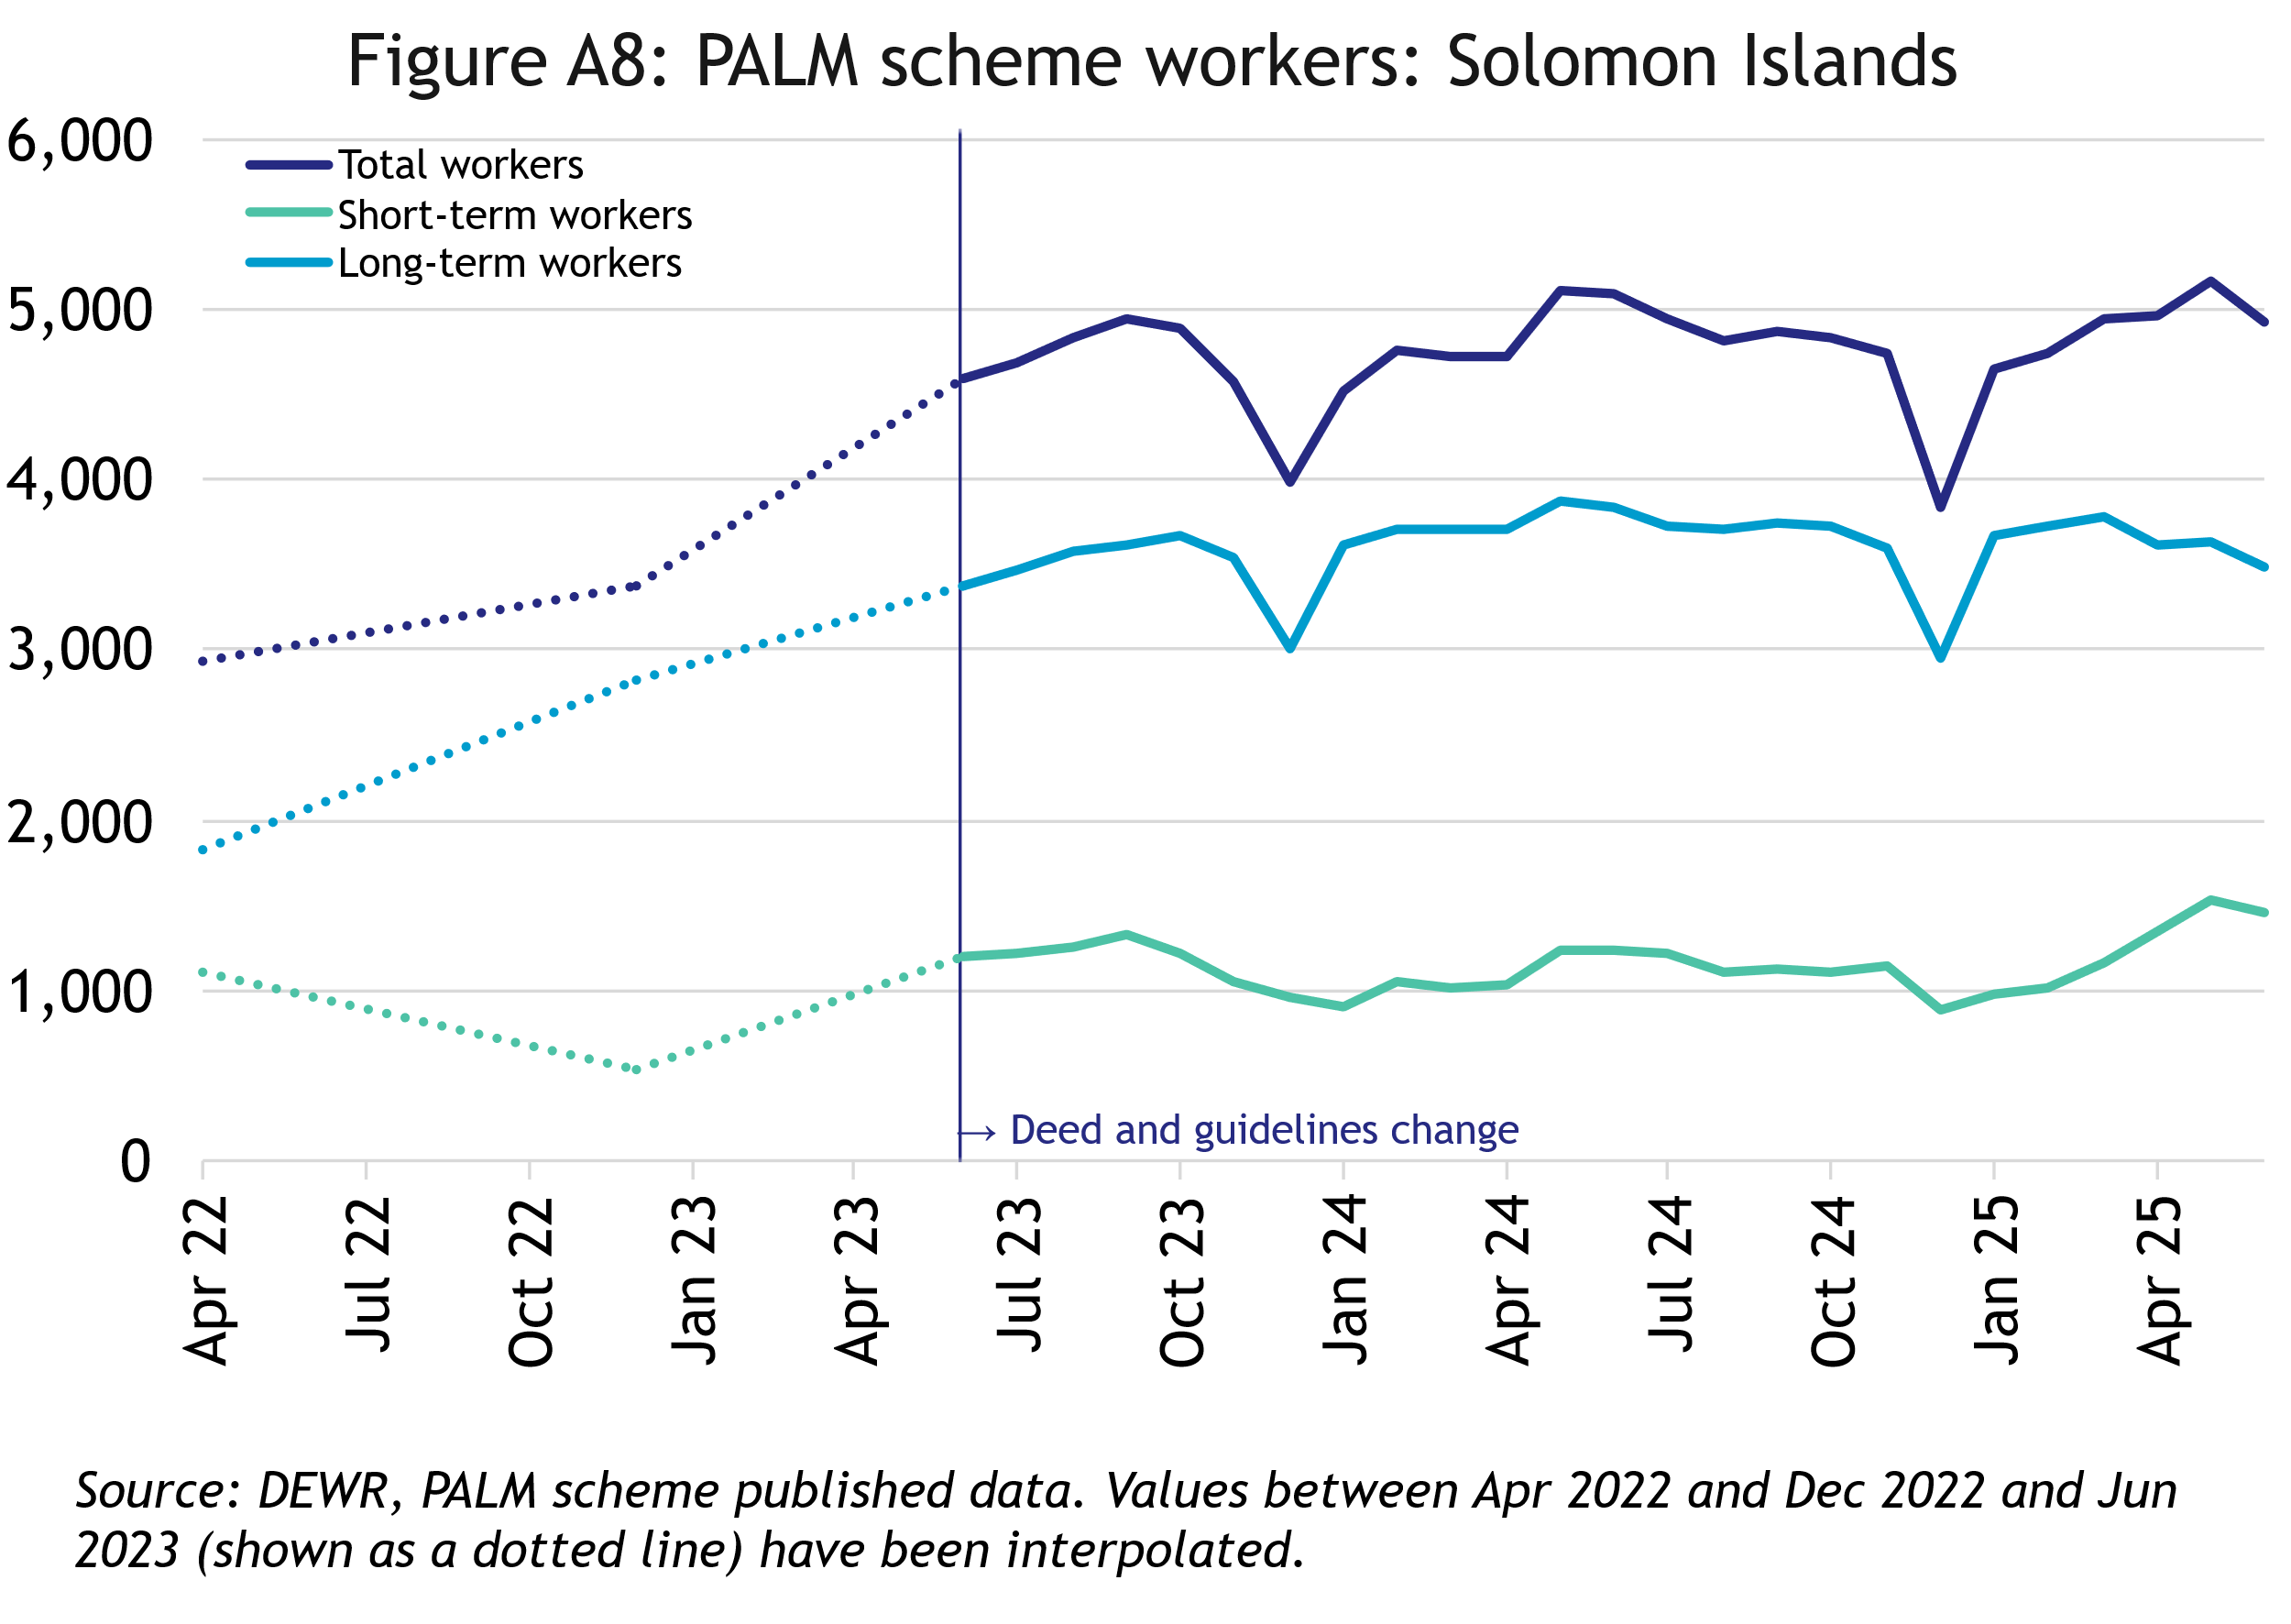 Figure A8: PALM scheme workers: Solomon Islands
6,000
Total workers
Short-term workers
Long-term workers
5,000
4,000
3,000
2,000
1,000
0
→ Deed and guidelines change
Apr 22
Jul 22
Oct 22
Jan 23
Apr 23
Jul 23
Oct 23
Jan 24
Apr 24
Jul 24
Oct 24
Jan 25
Apr 25
Source: DEWR, PALM scheme published data. Values between Apr 2022 and Dec 2022 and Jun
2023 (shown as a dotted line) have been interpolated.